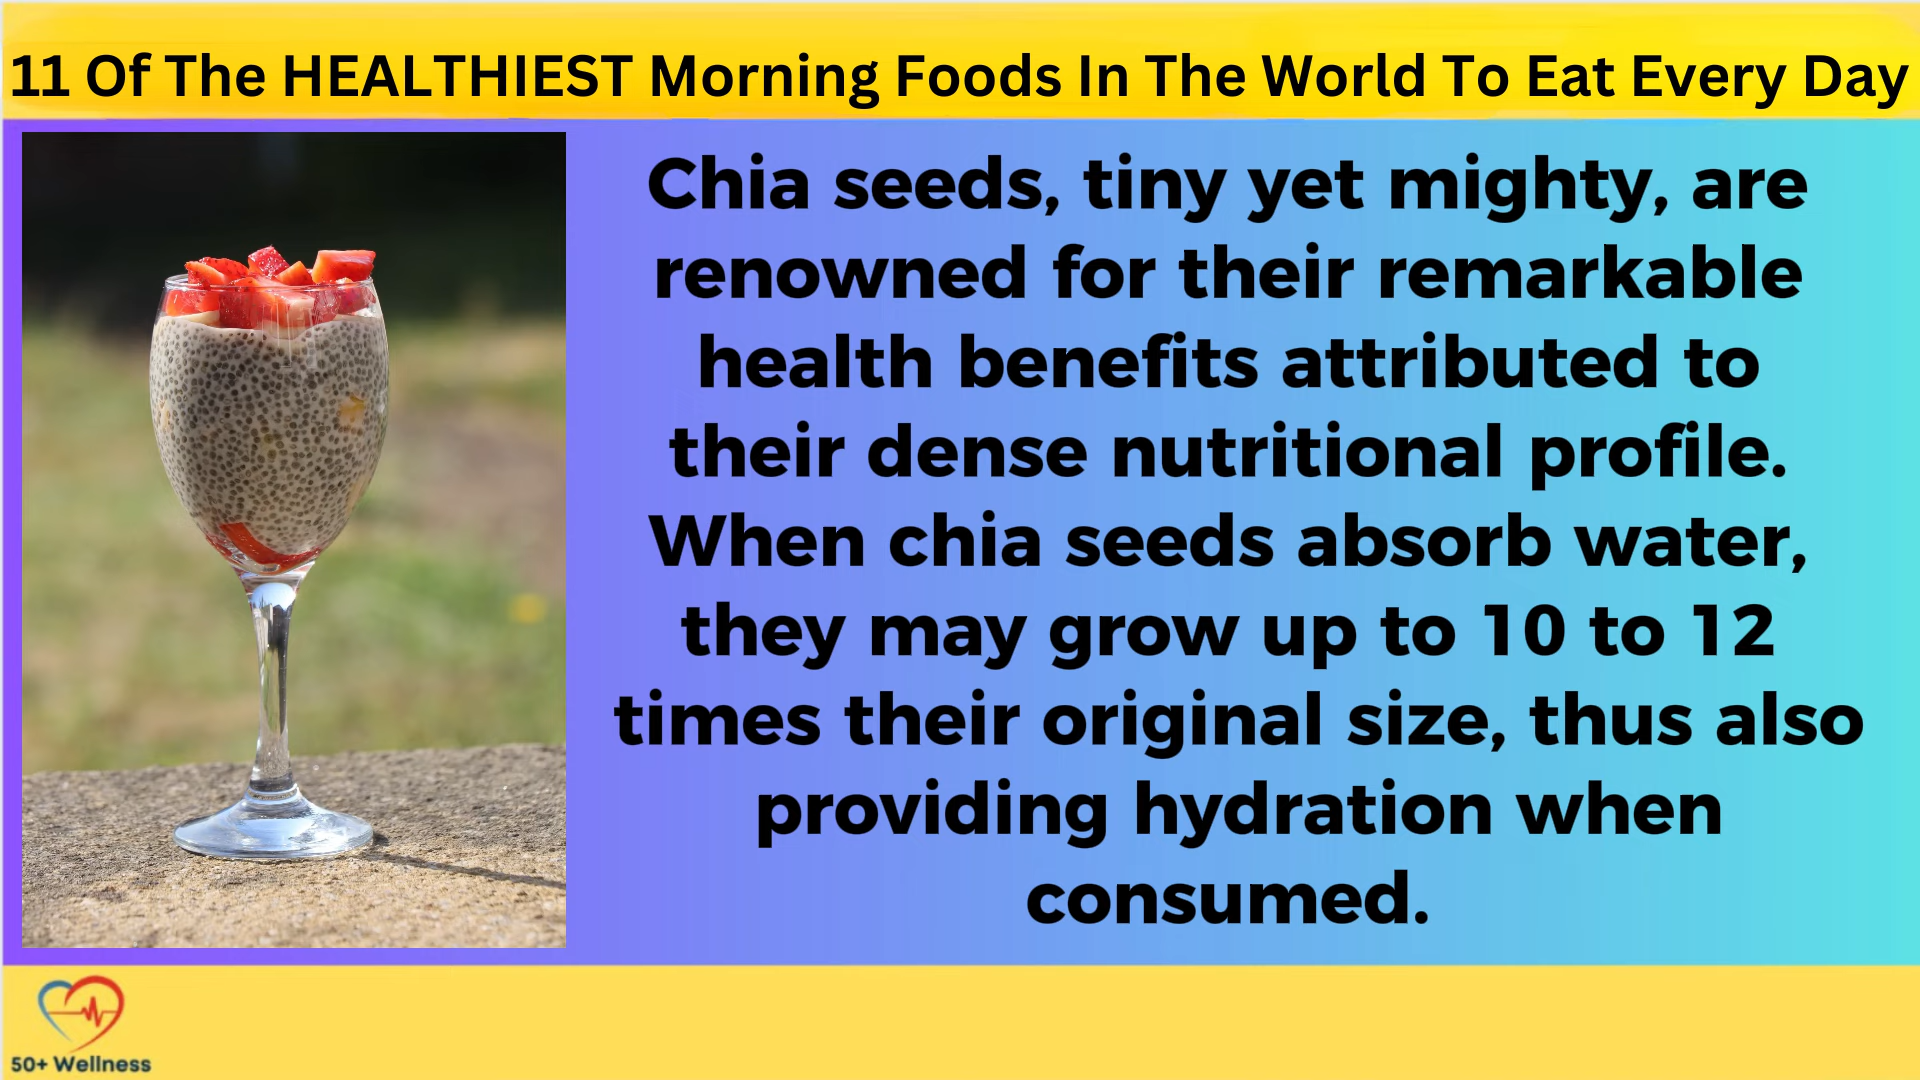 11 Of The HEALTHIEST Morning Foods In The World To Eat Every Day
Chia seeds, tiny yet mighty, are
renowned for their remarkable
health benefits attributed to
their dense nutritional profile.
When chia seeds absorb water,
they may grow up to 10 to 12
times their original size, thus also
providing hydration when
consumed.
50+ Wellness